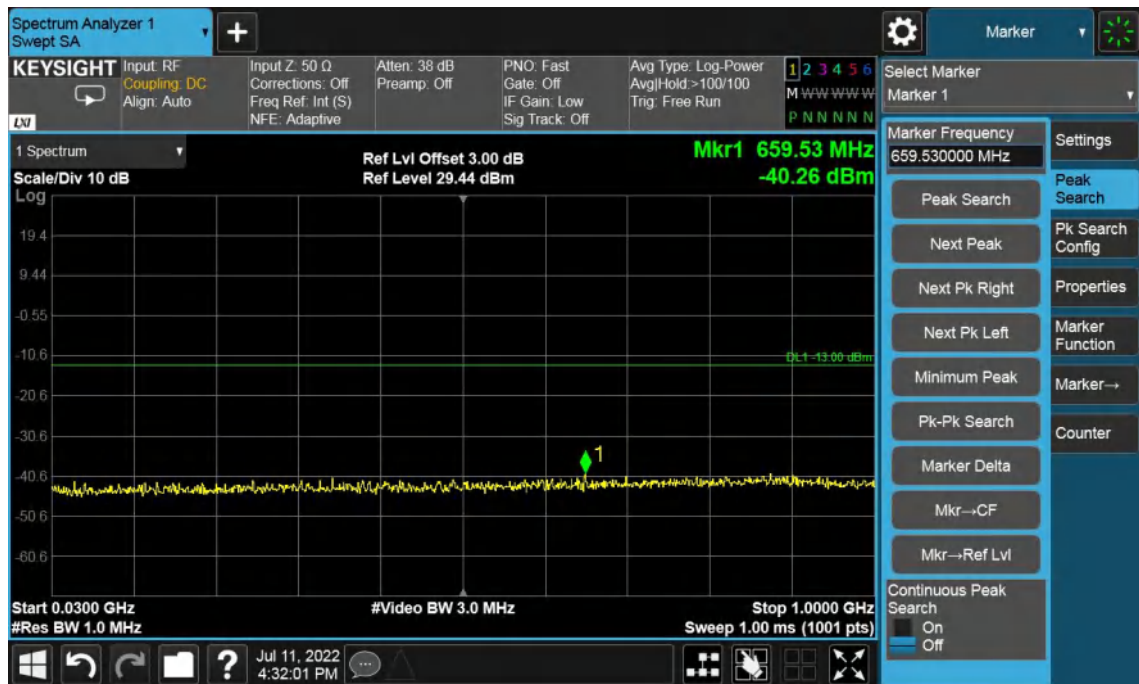 Spectrum Analyzer 1
Swept SA
+
Marker
KEYSIGHT
LXI
Input: RF
Coupling: DC
Align: Auto
Input Z: 50 Ω
Corrections: Off
Freq Ref: Int (S)
NFE: Adaptive
Atten: 38 dB
Preamp: Off
PNO: Fast
Gate: Off
IF Gain: Low
Sig Track: Off
Avg Type: Log-Power
Avg|Hold:>100/100
Trig: Free Run
1 2 3 4 5 6
M W W W W W
P N N N N N
Select Marker
Marker 1
1 Spectrum
Scale/Div 10 dB
Log
Ref Lvl Offset 3.00 dB
Ref Level 29.44 dBm
Mkr1 659.53 MHz
-40.26 dBm
19.4
9.44
-0.55
-10.6
-20.6
-30.6
-40.6
-50.6
-60.6
DL1 -13.00 dBm
1
Start 0.0300 GHz
#Res BW 1.0 MHz
#Video BW 3.0 MHz
Stop 1.0000 GHz
Sweep 1.00 ms (1001 pts)
Marker Frequency
659.530000 MHz
Peak Search
Next Peak
Next Pk Right
Next Pk Left
Minimum Peak
Pk-Pk Search
Marker Delta
Mkr→CF
Mkr→Ref Lvl
Continuous Peak
Search
On
Off
Settings
Peak
Search
Pk Search
Config
Properties
Marker
Function
Marker→
Counter
?
Jul 11, 2022
4:32:01 PM